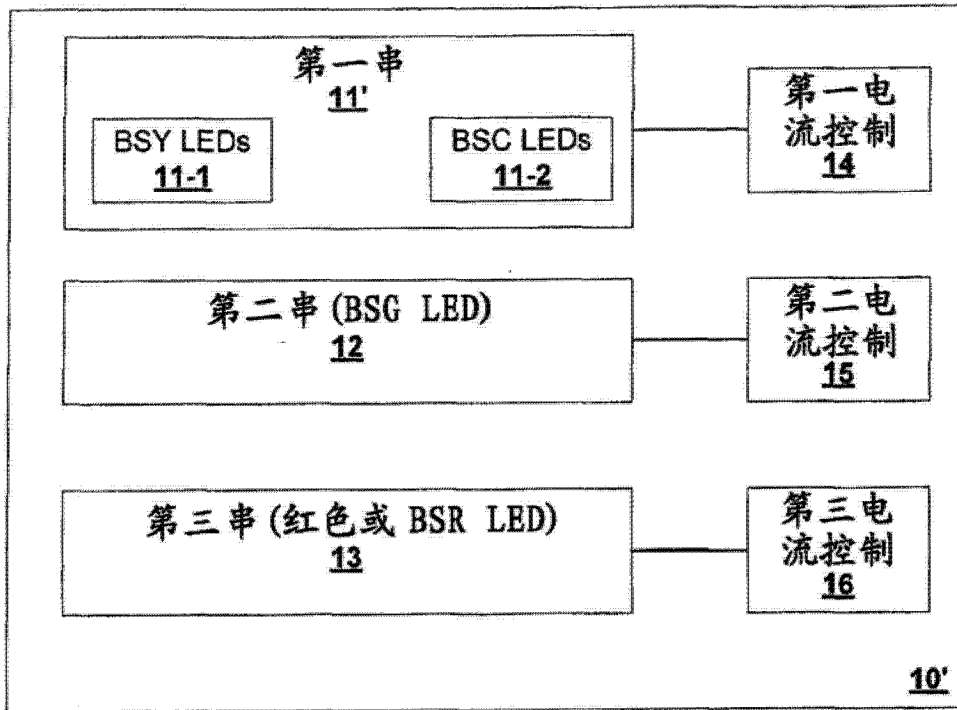 第一串
11'
BSY LEDs
11-1
BSC LEDs
11-2
第一电
流控制
14
第二串(BSG LED)
12
第二电
流控制
15
第三串(红色或 BSR LED)
13
第三电
流控制
16
10'